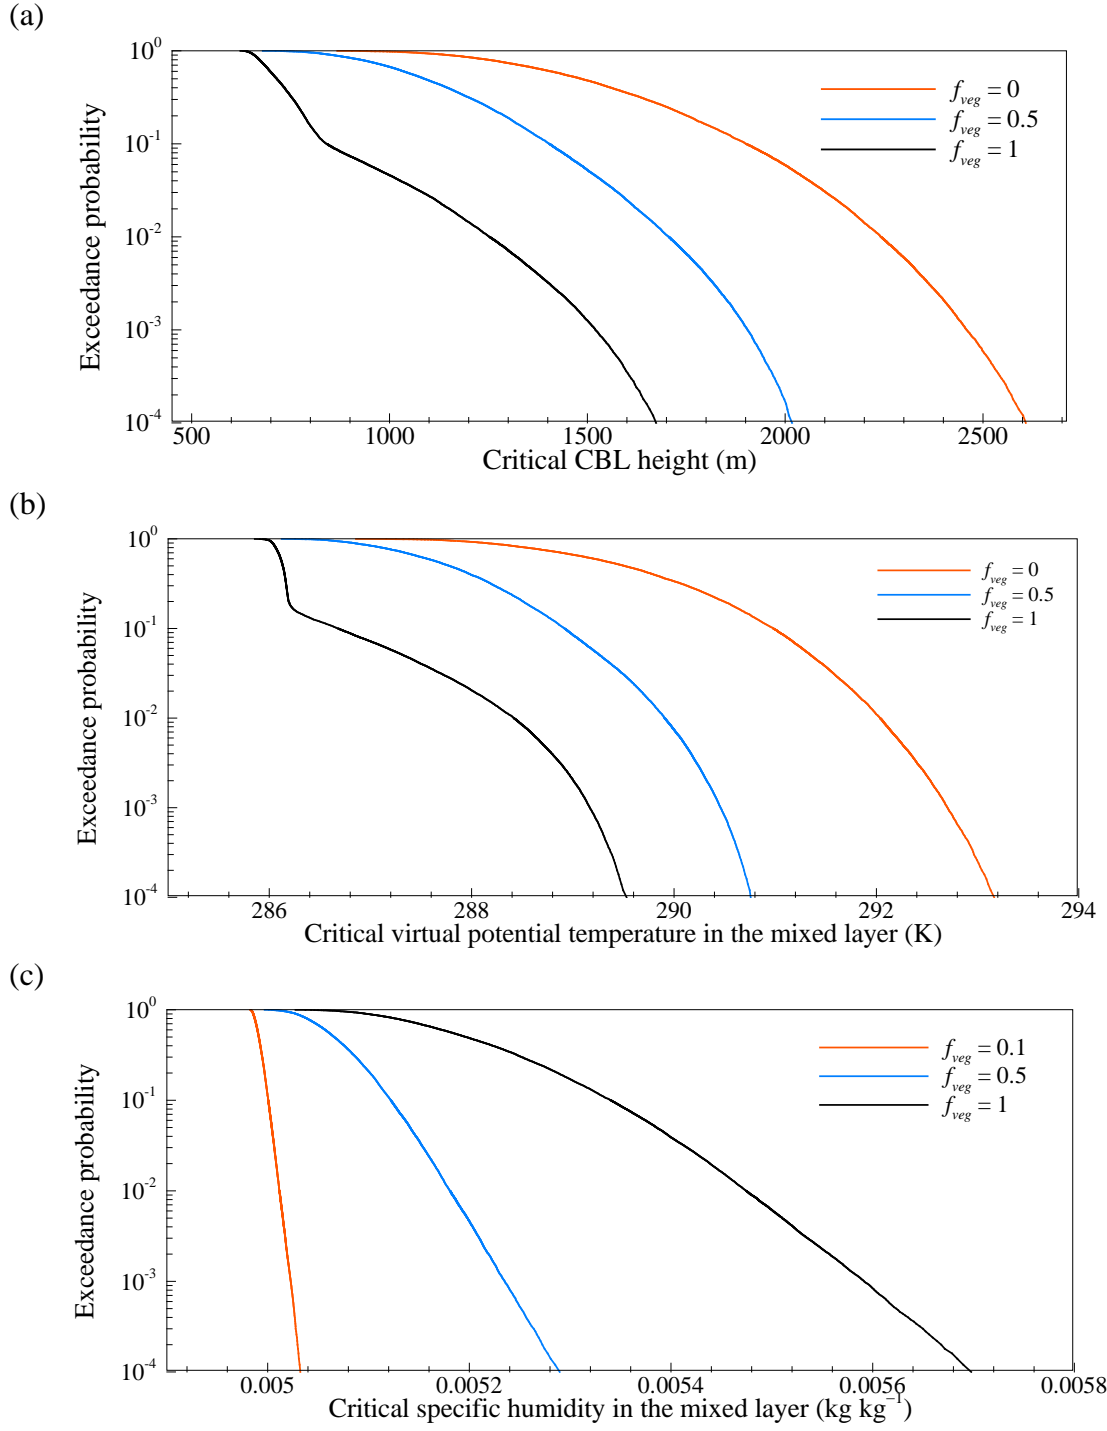 (a)
Exceedance probability
10^0
10^-1
10^-2
10^-3
10^-4
f_veg = 0
f_veg = 0.5
f_veg = 1
500 1000 1500 2000 2500
Critical CBL height (m)
(b)
Exceedance probability
10^0
10^-1
10^-2
10^-3
10^-4
f_veg = 0
f_veg = 0.5
f_veg = 1
286 288 290 292 294
Critical virtual potential temperature in the mixed layer (K)
(c)
Exceedance probability
10^0
10^-1
10^-2
10^-3
10^-4
f_veg = 0.1
f_veg = 0.5
f_veg = 1
0.005 0.0052 0.0054 0.0056 0.0058
Critical specific humidity in the mixed layer (kg kg^−1)